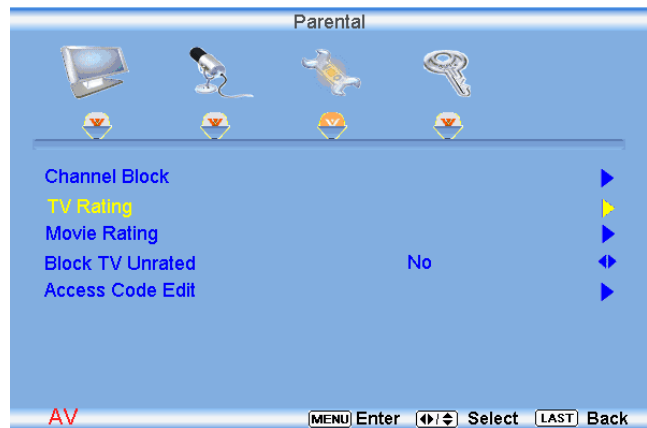 Parental
Channel Block
TV Rating
Movie Rating
Block TV Unrated No
Access Code Edit
AV MENU Enter / Select LAST Back